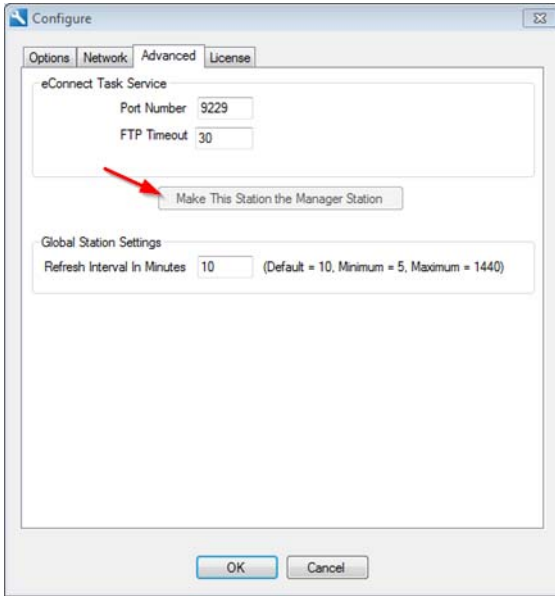 Configure
Options Network Advanced License
eConnect Task Service
Port Number 9229
FTP Timeout 30
Make This Station the Manager Station
Global Station Settings
Refresh Interval In Minutes 10 (Default = 10, Minimum = 5, Maximum = 1440)
OK Cancel